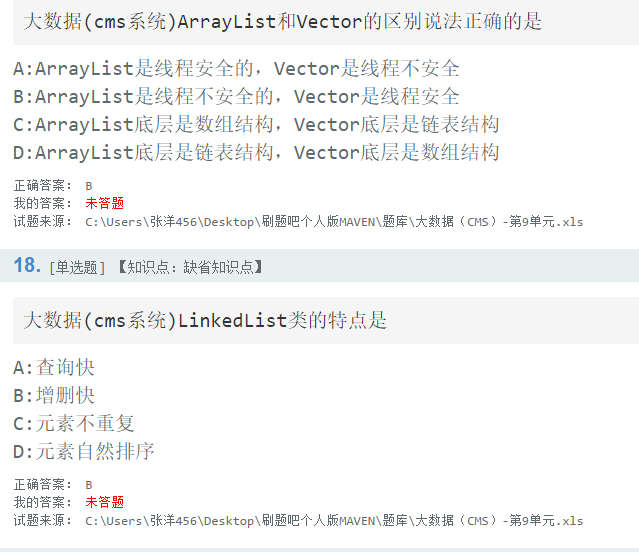 大数据(cms系统)ArrayList和Vector的区别说法正确的是
A:ArrayList是线程安全的，Vector是线程不安全
B:ArrayList是线程不安全的，Vector是线程安全
C:ArrayList底层是数组结构，Vector底层是链表结构
D:ArrayList底层是链表结构，Vector底层是数组结构
正确答案： B
我的答案： 未答题
试题来源： C:\Users\张洋456\Desktop\刷题吧个人版MAVEN\题库\大数据（CMS）-第9单元.xls
18. [单选题] 【知识点：缺省知识点】
大数据(cms系统)LinkedList类的特点是
A:查询快
B:增删快
C:元素不重复
D:元素自然排序
正确答案： B
我的答案： 未答题
试题来源： C:\Users\张洋456\Desktop\刷题吧个人版MAVEN\题库\大数据（CMS）-第9单元.xls